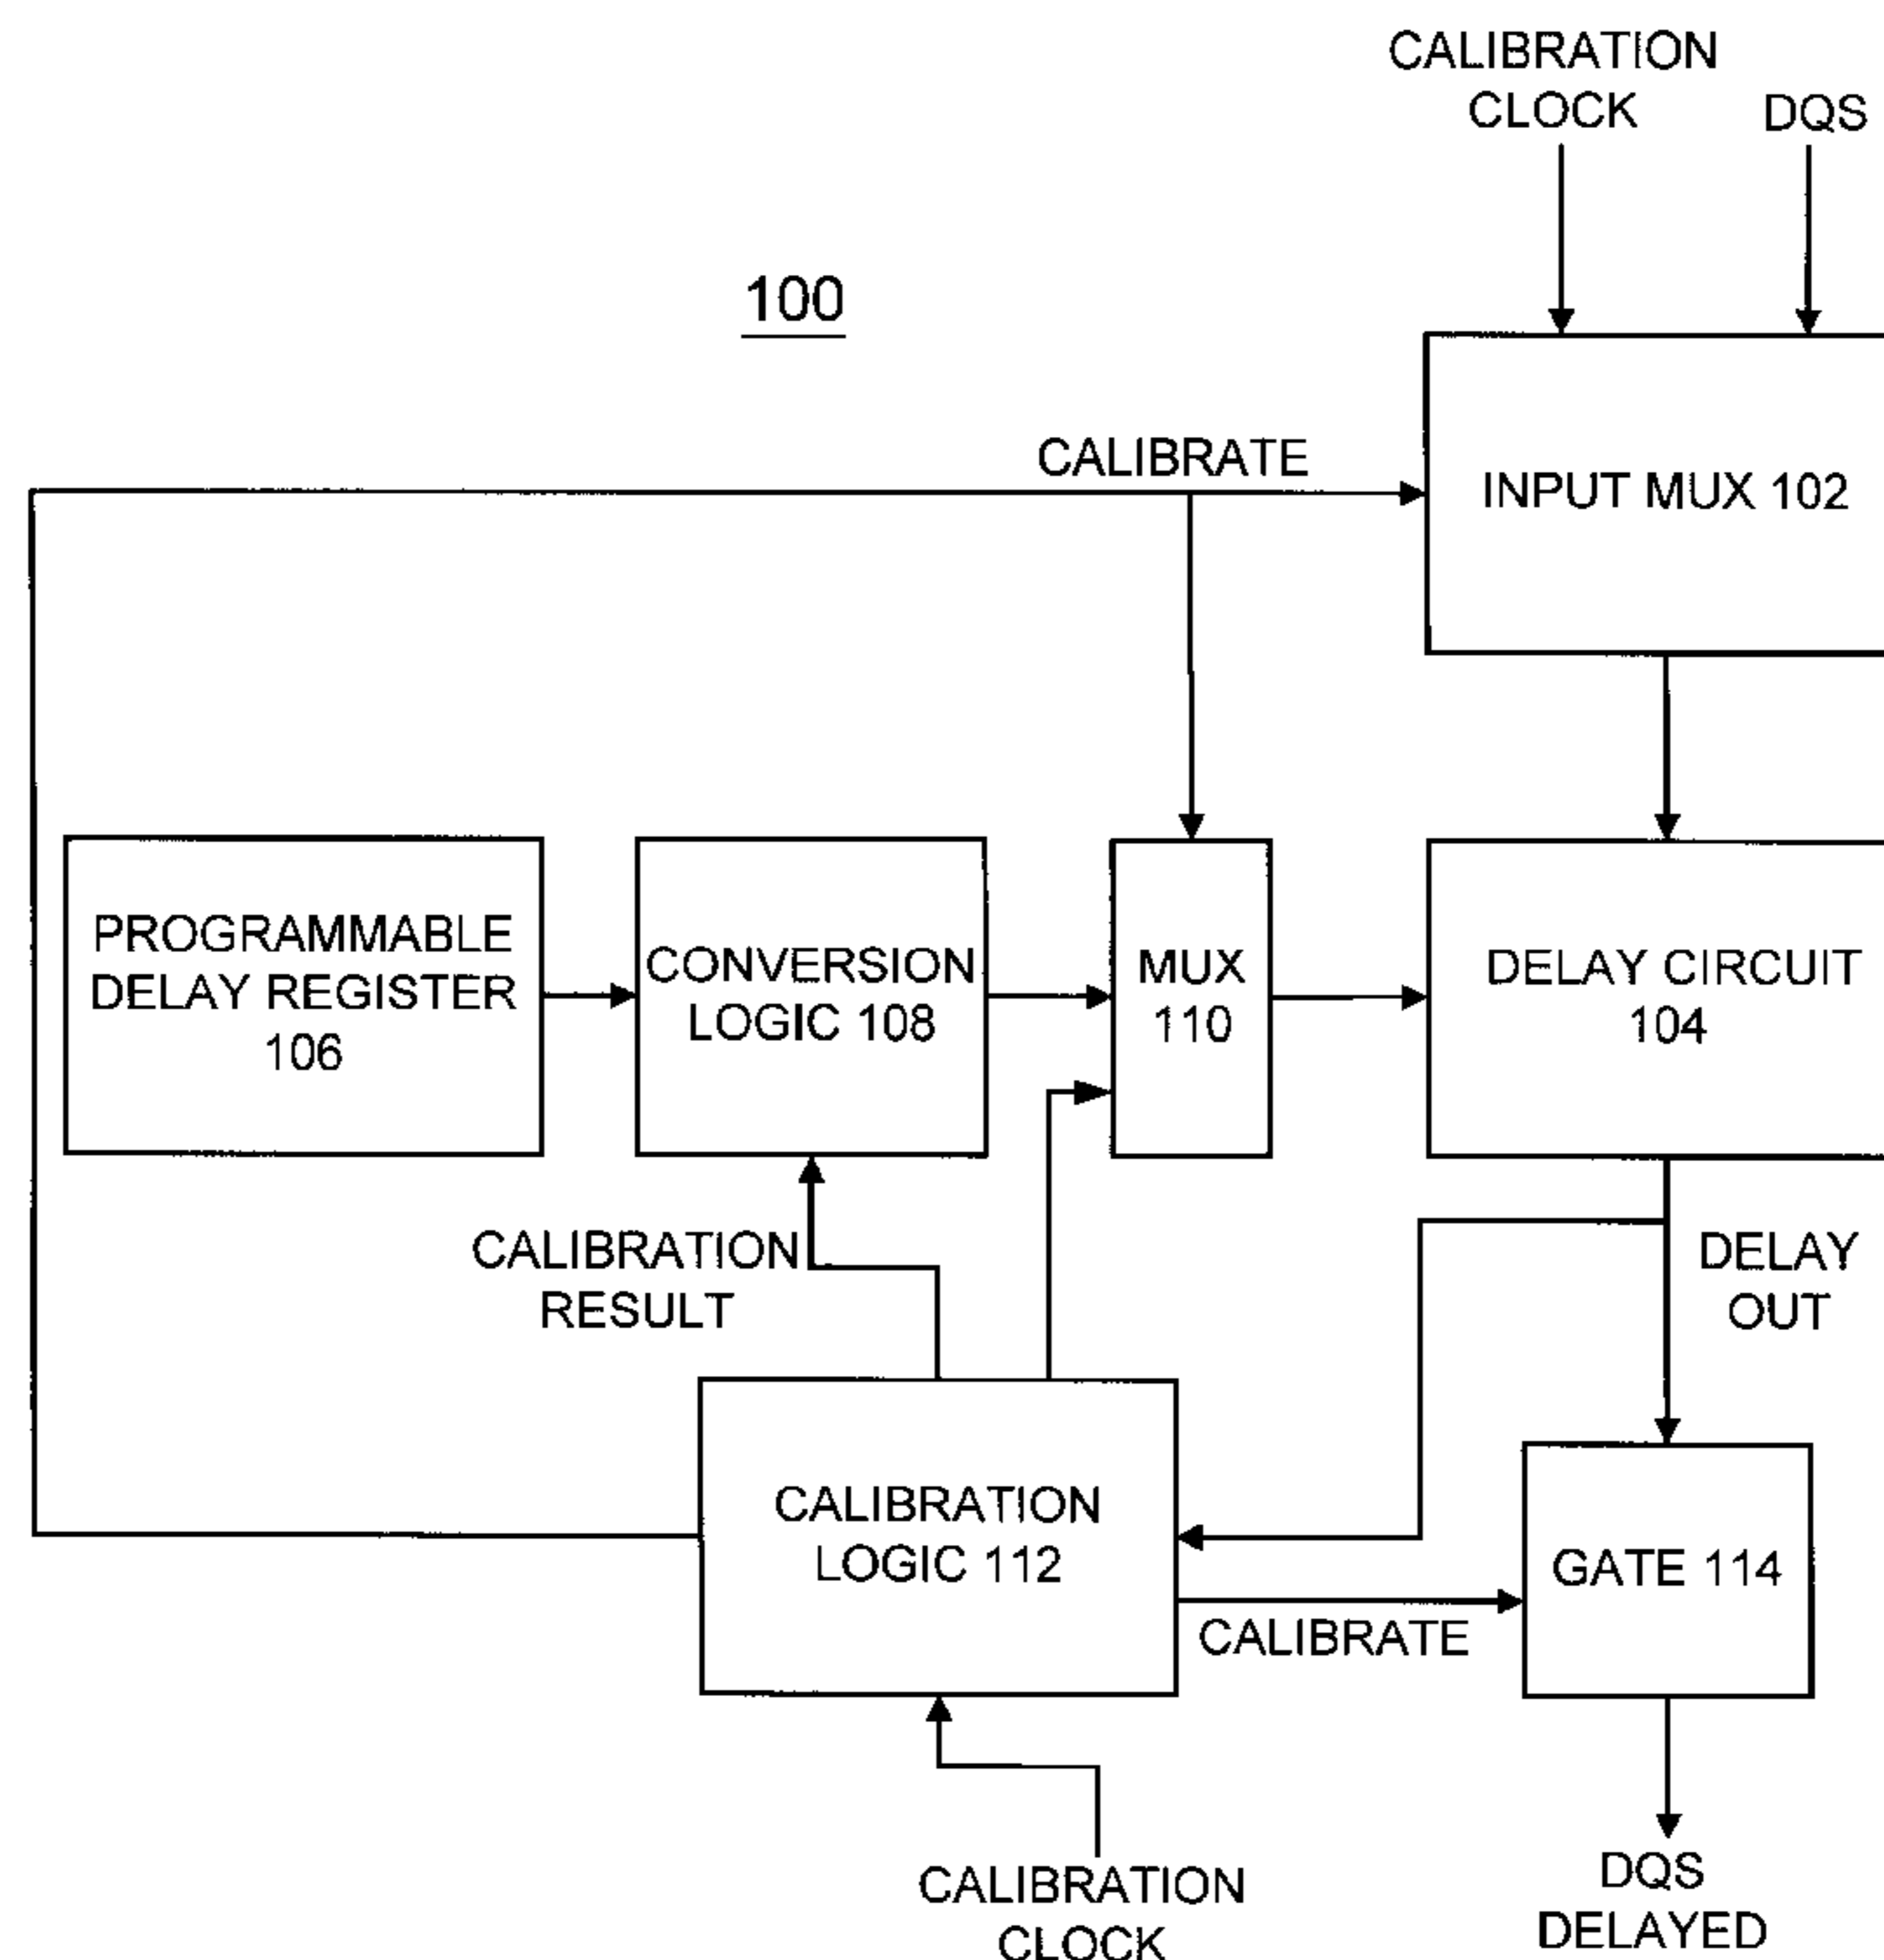 CALIBRATION
CLOCK
DQS
100
CALIBRATE
INPUT MUX 102
PROGRAMMABLE
DELAY REGISTER
106
CONVERSION
LOGIC 108
MUX
110
DELAY CIRCUIT
104
CALIBRATION
RESULT
DELAY
OUT
CALIBRATION
LOGIC 112
GATE 114
CALIBRATE
CALIBRATION
CLOCK
DQS
DELAYED